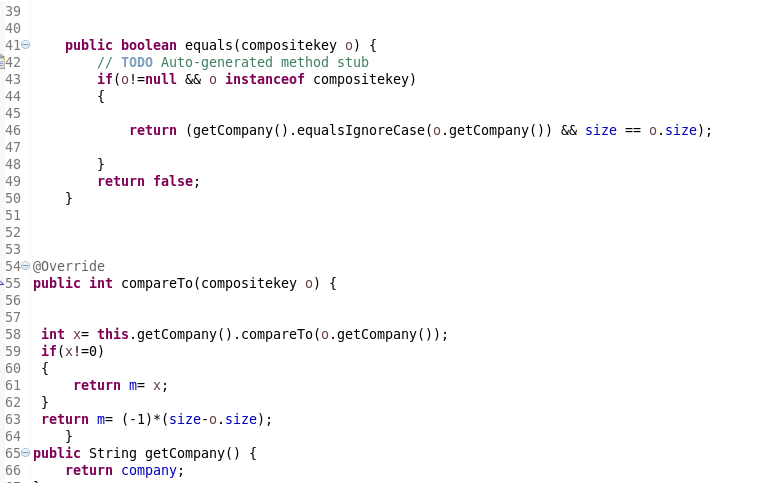 39
40
41 public boolean equals(compositekey o) {
42 // TODO Auto-generated method stub
43 if(o!=null && o instanceof compositekey)
44 {
45
46 return (getCompany().equalsIgnoreCase(o.getCompany()) && size == o.size);
47
48 }
49 return false;
50 }
51
52
53
54 @Override
55 public int compareTo(compositekey o) {
56
57
58 int x= this.getCompany().compareTo(o.getCompany());
59 if(x!=0)
60 {
61 return m= x;
62 }
63 return m= (-1)*(size-o.size);
64 }
65 public String getCompany() {
66 return company;